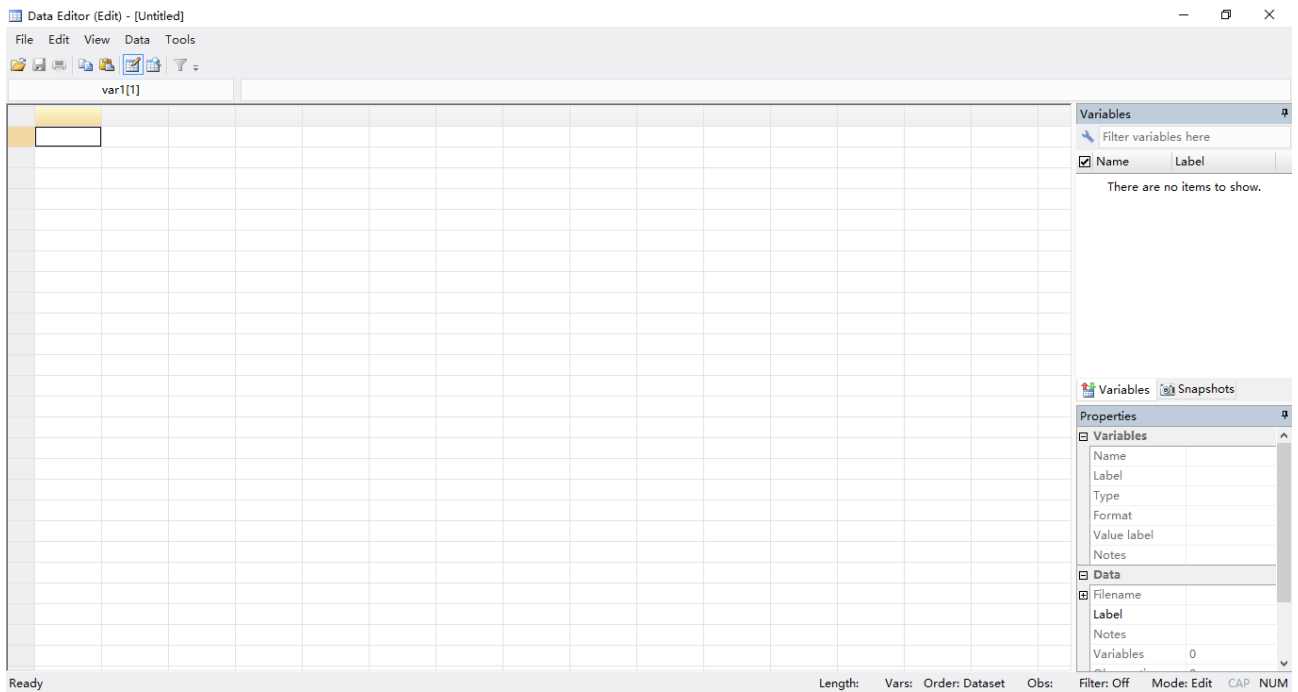 Data Editor (Edit) - [Untitled]
File Edit View Data Tools
var1[1]
Variables
Filter variables here
Name Label
There are no items to show.
Variables Snapshots
Properties
Variables
Name
Label
Type
Format
Value label
Notes
Data
Filename
Label
Notes
Variables 0
Ready Length: Vars: Order: Dataset Obs: Filter: Off Mode: Edit CAP NUM